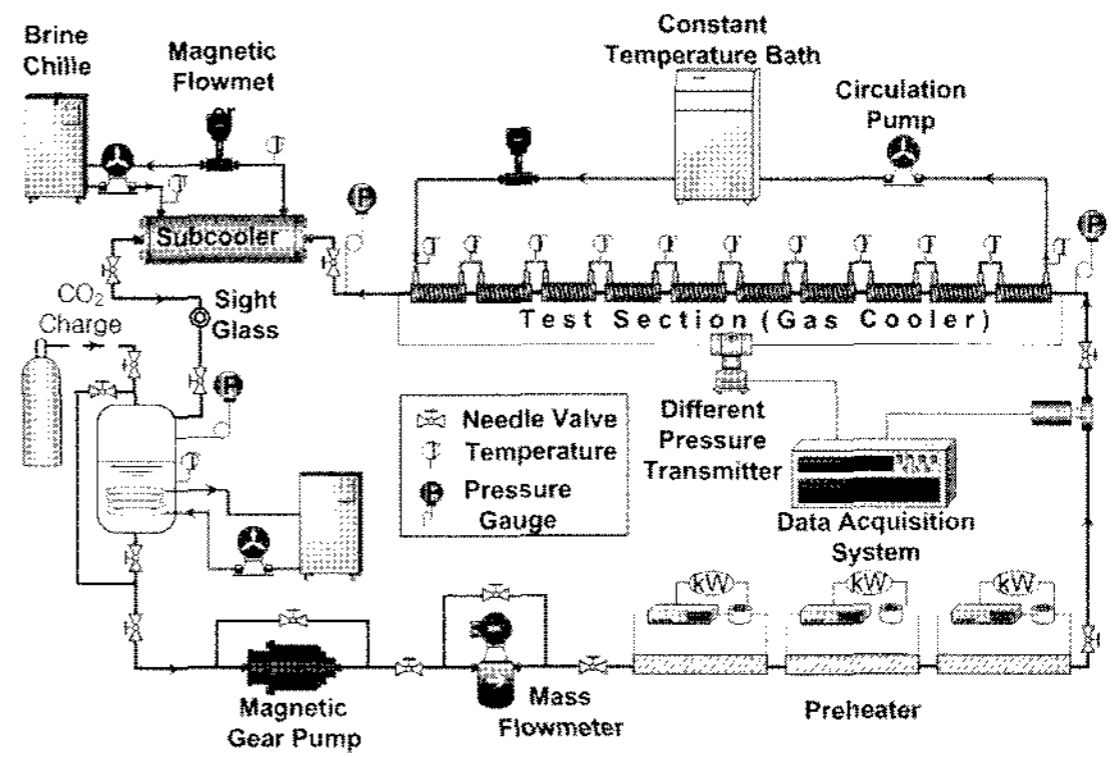 Brine
Chille
Magnetic
Flowmet
or
Constant
Temperature Bath
Circulation
Pump
T
T
P
P
T
T
T
T
T
T
T
T
T
T
T
Subcooler
CO₂
Charge
Sight
Glass
Test Section (Gas Cooler)
P
T
Needle Valve
T Temperature
P Pressure
Gauge
Different
Pressure
Transmitter
Data Acquisition
System
kW
kW
kW
Magnetic
Gear Pump
Mass
Flowmeter
Preheater